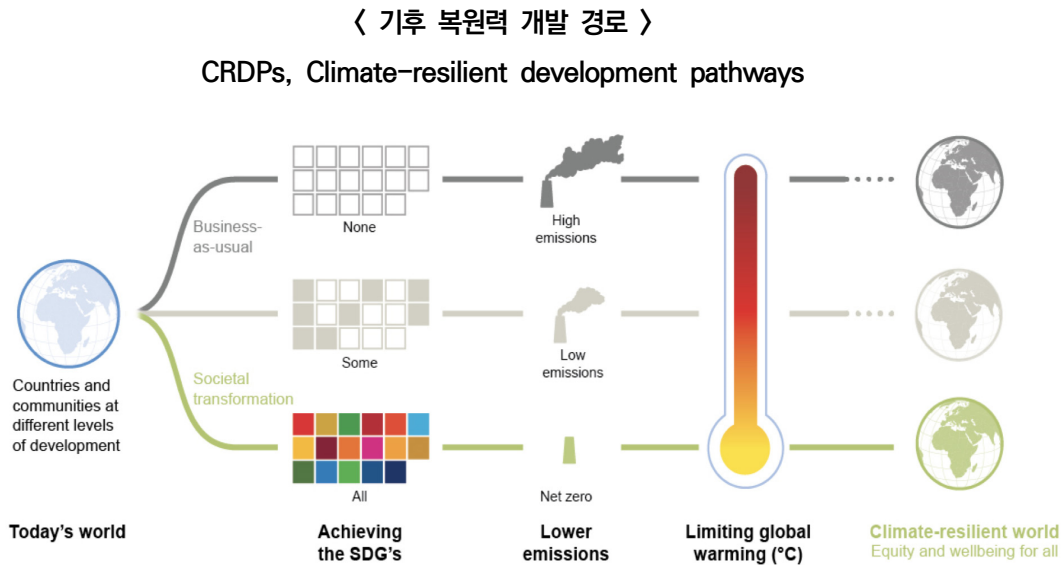 〈 기후 복원력 개발 경로 〉
CRDPs, Climate-resilient development pathways
Business-
as-usual
None
High
emissions
Some
Low
emissions
Countries and
communities at
different levels
of development
Societal
transformation
All
Net zero
Today's world
Achieving
the SDG's
Lower
emissions
Limiting global
warming (°C)
Climate-resilient world
Equity and wellbeing for all